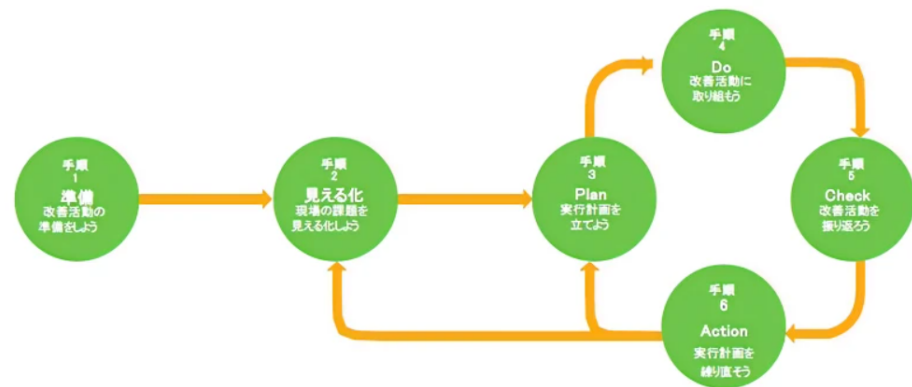 手順
1
準備
改善活動の
準備をしよう
手順
2
見える化
現場の課題を
見える化しよう
手順
3
Plan
実行計画を
立てよう
手順
4
Do
改善活動に
取り組もう
手順
5
Check
改善活動を
振り返ろう
手順
6
Action
実行計画を
練り直そう